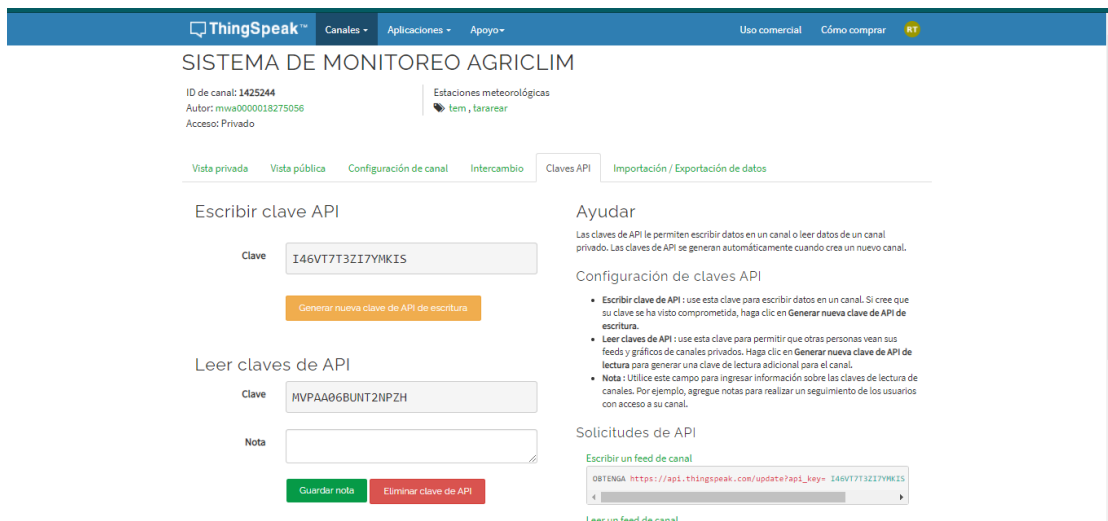 ThingSpeak™ Canales Aplicaciones Apoyo Uso comercial Cómo comprar RT
SISTEMA DE MONITOREO AGRICLIM
ID de canal: 1425244
Autor: mwa0000018275056
Acceso: Privado
Estaciones meteorológicas
tem , tararear
Vista privada Vista pública Configuración de canal Intercambio Claves API Importación / Exportación de datos
Escribir clave API
Clave I46VT7T3ZI7YMKIS
Generar nueva clave de API de escritura
Leer claves de API
Clave MVPAA06BUNT2NPZH
Nota
Guardar nota Eliminar clave de API
Ayudar
Las claves de API le permiten escribir datos en un canal o leer datos de un canal
privado. Las claves de API se generan automáticamente cuando crea un nuevo canal.
Configuración de claves API
• Escribir clave de API : use esta clave para escribir datos en un canal. Si cree que
su clave se ha visto comprometida, haga clic en Generar nueva clave de API de
escritura.
• Leer claves de API : use esta clave para permitir que otras personas vean sus
feeds y gráficos de canales privados. Haga clic en Generar nueva clave de API de
lectura para generar una clave de lectura adicional para el canal.
• Nota : Utilice este campo para ingresar información sobre las claves de lectura de
canales. Por ejemplo, agregue notas para realizar un seguimiento de los usuarios
con acceso a su canal.
Solicitudes de API
Escribir un feed de canal
OBTENGA https://api.thingspeak.com/update?api_key= I46VT7T3ZI7YMKIS
Leer un feed de canal